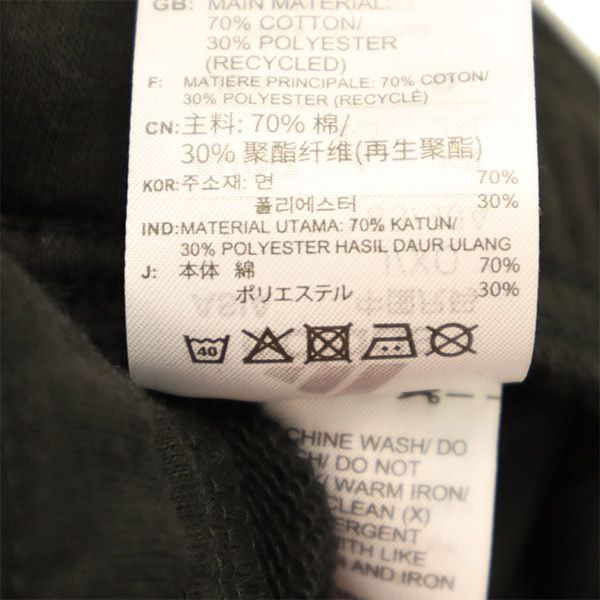 GB: MAIN MATERIAL:
70% COTTON/
30% POLYESTER
(RECYCLED)
F: MATIERE PRINCIPALE: 70% COTON/
30% POLYESTER (RECYCLÉ)
CN: 主料: 70% 棉/
30% 聚酯纤维(再生聚酯)
KOR: 주소재: 면 70%
폴리에스터 30%
IND: MATERIAL UTAMA: 70% KATUN/
30% POLYESTER HASIL DAUR ULANG
J: 本体 綿 70%
ポリエステル 30%
40
CHINE WASH/ DO
/ DO NOT
/ WARM IRON/
CLEAN (X)
ERGENT
WITH LIKE
AND IRON